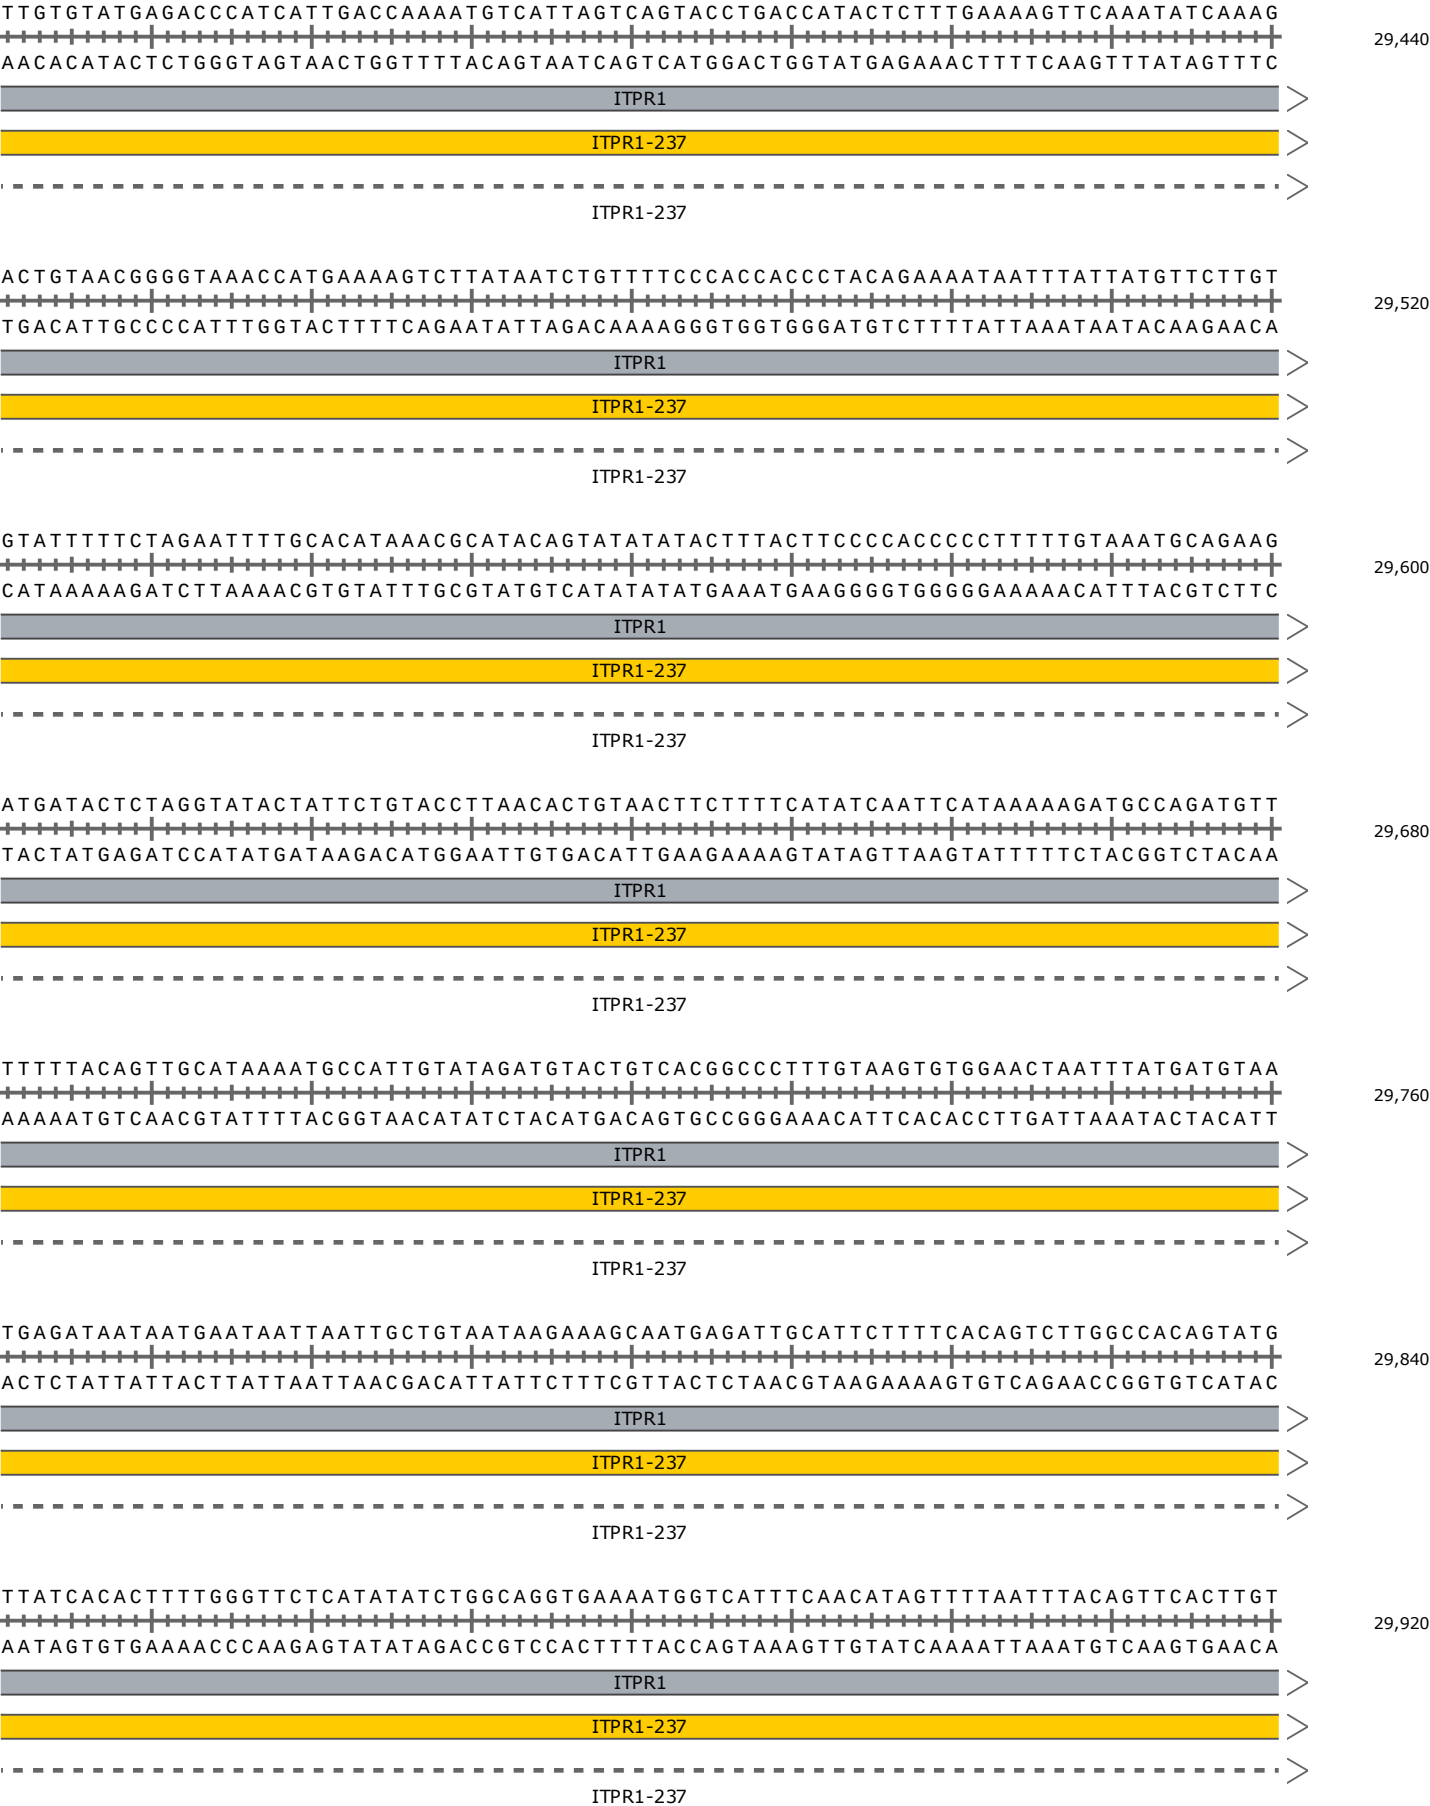 TTGTGTATGAGACCCATCATTGACCAAAATGTCATTAGTCAGTACCTGACCATACTCTTTGAAAAGTTCAAATATCAAAG
29,440
AACACATACTCTGGGTAGTAACTGGTTTTACAGTAATCAGTCATGGACTGGTATGAGAAACTTTTCAAGTTTATAGTTTC
ITPR1
ITPR1-237
ITPR1-237
ACTGTAACGGGGTAAACCATGAAAAGTCTTATAATCTGTTTTCCCACCACCCTACAGAAAATAATTTATTATGTTCTTGT
29,520
TGACATTGCCCCATTTGGTACTTTTCAGAATATTAGACAAAAGGGTGGTGGGATGTCTTTTATTAAATAATACAAGAACA
ITPR1
ITPR1-237
ITPR1-237
GTATTTTTCTAGAATTTTGCACATAAACGCATACAGTATATATACTTTACTTCCCCACCCCCTTTTTGTAAATGCAGAAG
29,600
CATAAAAAGATCTTAAAACGTGTATTTGCGTATGTCATATATATGAAATGAAGGGGTGGGGGAAAAACATTTACGTCTTC
ITPR1
ITPR1-237
ITPR1-237
ATGATACTCTAGGTATACTATTCTGTACCTTAACACTGTAACTTCTTTTCATATCAATTCATAAAAAGATGCCAGATGTT
29,680
TACTATGAGATCCATATGATAAGACATGGAATTGTGACATTGAAGAAAAGTATAGTTAAGTATTTTTCTACGGTCTACAA
ITPR1
ITPR1-237
ITPR1-237
TTTTTACAGTTGCATAAAATGCCATTGTATAGATGTACTGTCACGGCCCTTTGTAAGTGTGGAACTAATTTATGATGTAA
29,760
AAAAATGTCAACGTATTTTACGGTAACATATCTACATGACAGTGCCGGGAAACATTCACACCTTGATTAAATACTACATT
ITPR1
ITPR1-237
ITPR1-237
TGAGATAATAATGAATAATTAATTGCTGTAATAAGAAAGCAATGAGATTGCATTCTTTTCACAGTCTTGGCCACAGTATG
29,840
ACTCTATTATTACTTATTAATTAACGACATTATTCTTTCGTTACTCTAACGTAAGAAAAGTGTCAGAACCGGTGTCATAC
ITPR1
ITPR1-237
ITPR1-237
TTATCACACTTTTGGGTTCTCATATATCTGGCAGGTGAAAATGGTCATTTCAACATAGTTTTAATTTACAGTTCACTTGT
29,920
AATAGTGTGAAAACCCAAGAGTATATAGACCGTCCACTTTTACCAGTAAAGTTGTATCAAAATTAAATGTCAAGTGAACA
ITPR1
ITPR1-237
ITPR1-237